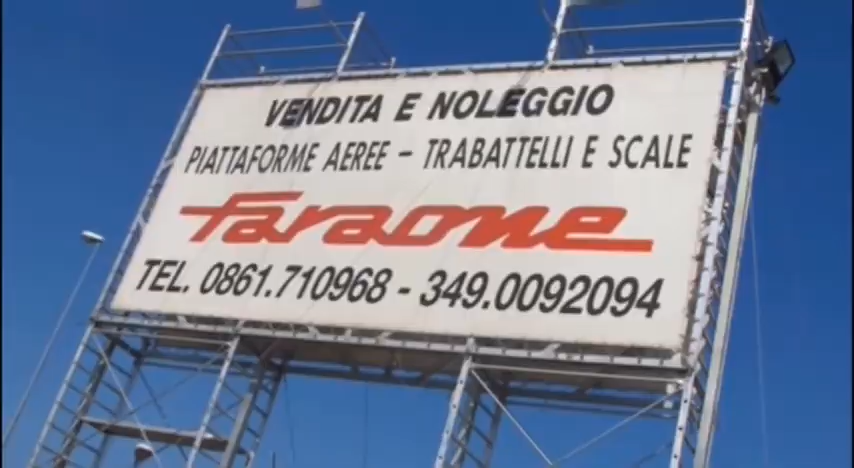 VENDITA E NOLEGGIO
PIATTAFORME AEREE - TRABATTELLI E SCALE
Faraone
TEL. 0861.710968 - 349.0092094